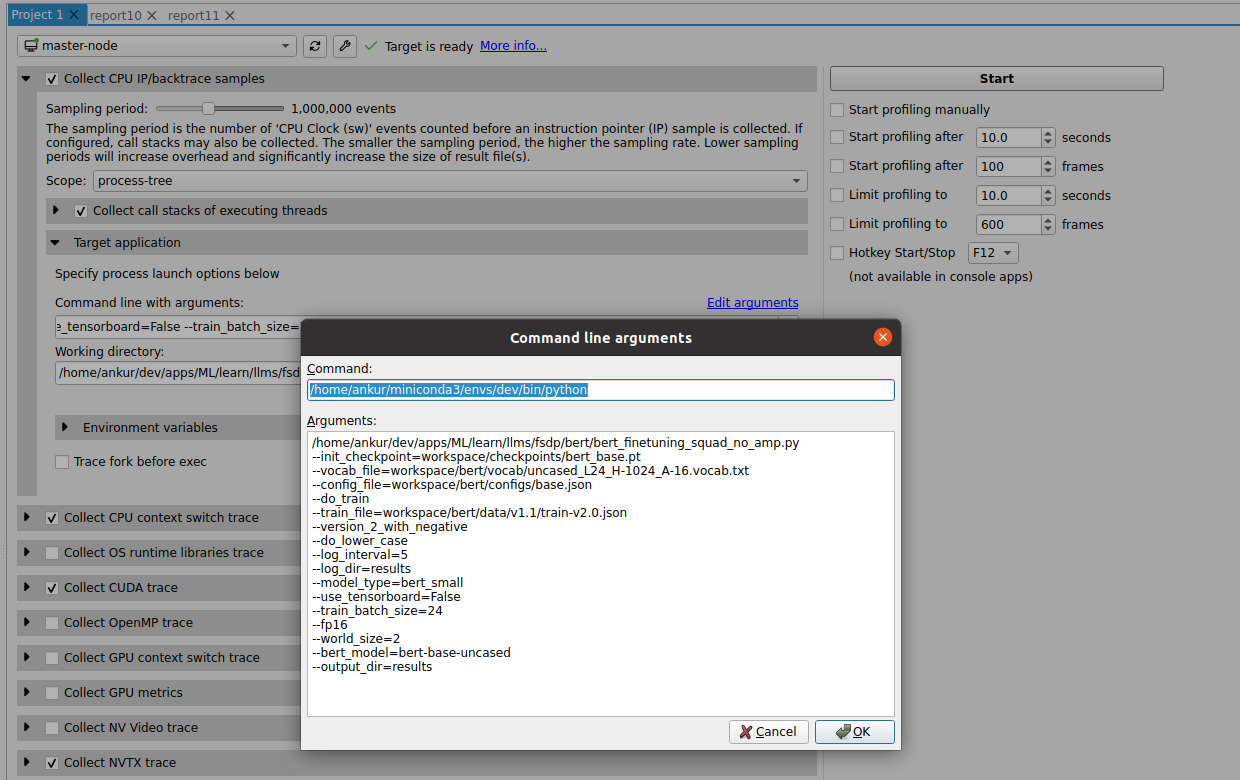 Project 1 report10 report11
master-node Target is ready More info...
Collect CPU IP/backtrace samples
Sampling period: 1,000,000 events
The sampling period is the number of 'CPU Clock (sw)' events counted before an instruction pointer (IP) sample is collected. If
configured, call stacks may also be collected. The smaller the sampling period, the higher the sampling rate. Lower sampling
periods will increase overhead and significantly increase the size of result file(s).
Scope: process-tree
Collect call stacks of executing threads
Target application
Specify process launch options below
Command line with arguments: Edit arguments
e_tensorboard=False --train_batch_size=
Working directory:
/home/ankur/dev/apps/ML/learn/llms/fsd
Environment variables
Trace fork before exec
Collect CPU context switch trace
Collect OS runtime libraries trace
Collect CUDA trace
Collect OpenMP trace
Collect GPU context switch trace
Collect GPU metrics
Collect NV Video trace
Collect NVTX trace
Start
Start profiling manually
Start profiling after 10.0 seconds
Start profiling after 100 frames
Limit profiling to 10.0 seconds
Limit profiling to 600 frames
Hotkey Start/Stop F12
(not available in console apps)
Command line arguments
Command:
/home/ankur/miniconda3/envs/dev/bin/python
Arguments:
/home/ankur/dev/apps/ML/learn/llms/fsdp/bert/bert_finetuning_squad_no_amp.py
--init_checkpoint=workspace/checkpoints/bert_base.pt
--vocab_file=workspace/bert/vocab/uncased_L24_H-1024_A-16.vocab.txt
--config_file=workspace/bert/configs/base.json
--do_train
--train_file=workspace/bert/data/v1.1/train-v2.0.json
--version_2_with_negative
--do_lower_case
--log_interval=5
--log_dir=results
--model_type=bert_small
--use_tensorboard=False
--train_batch_size=24
--fp16
--world_size=2
--bert_model=bert-base-uncased
--output_dir=results
Cancel OK